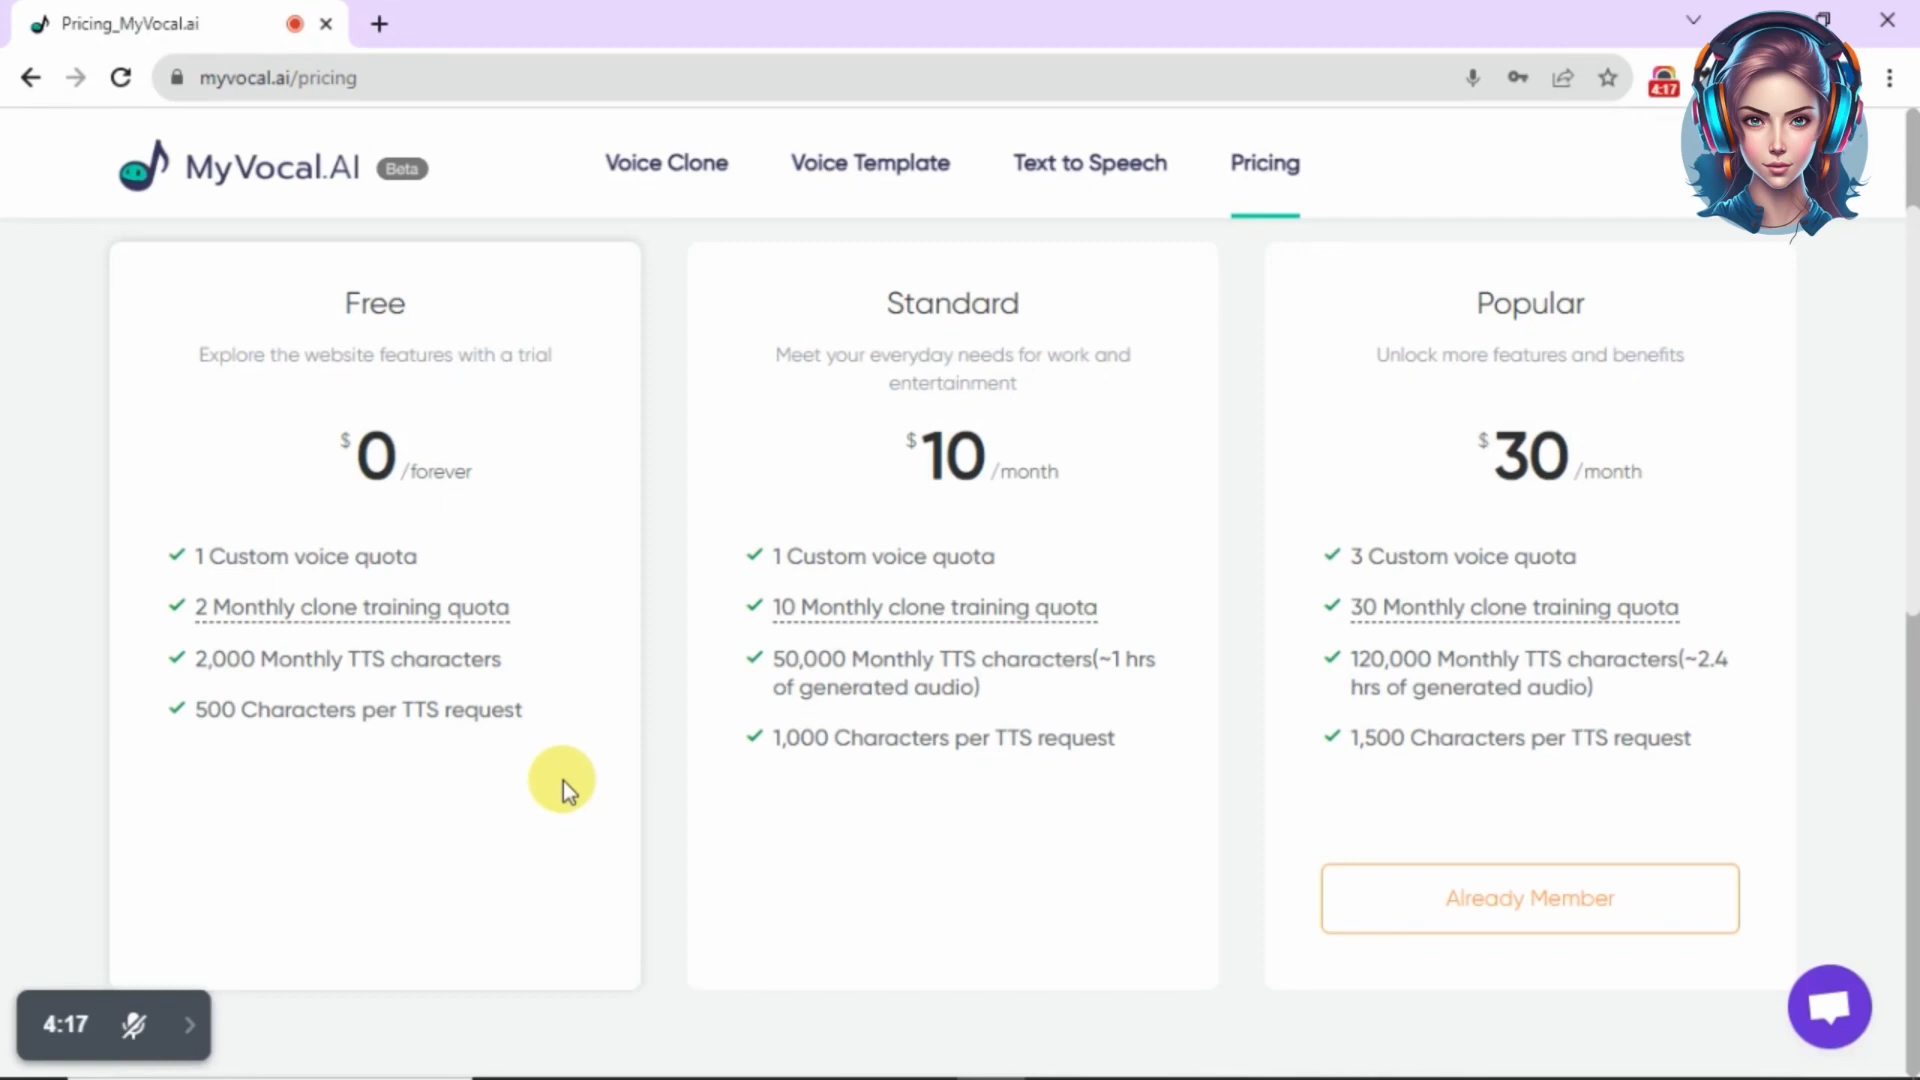 Pricing_MyVocal.ai
myvocal.ai/pricing
4:17
MyVocal.AI Beta
Voice Clone
Voice Template
Text to Speech
Pricing
Free
Explore the website features with a trial
$0/forever
1 Custom voice quota
2 Monthly clone training quota
2,000 Monthly TTS characters
500 Characters per TTS request
Standard
Meet your everyday needs for work and
entertainment
$10/month
1 Custom voice quota
10 Monthly clone training quota
50,000 Monthly TTS characters(~1 hrs
of generated audio)
1,000 Characters per TTS request
Popular
Unlock more features and benefits
$30/month
3 Custom voice quota
30 Monthly clone training quota
120,000 Monthly TTS characters(~2.4
hrs of generated audio)
1,500 Characters per TTS request
Already Member
4:17